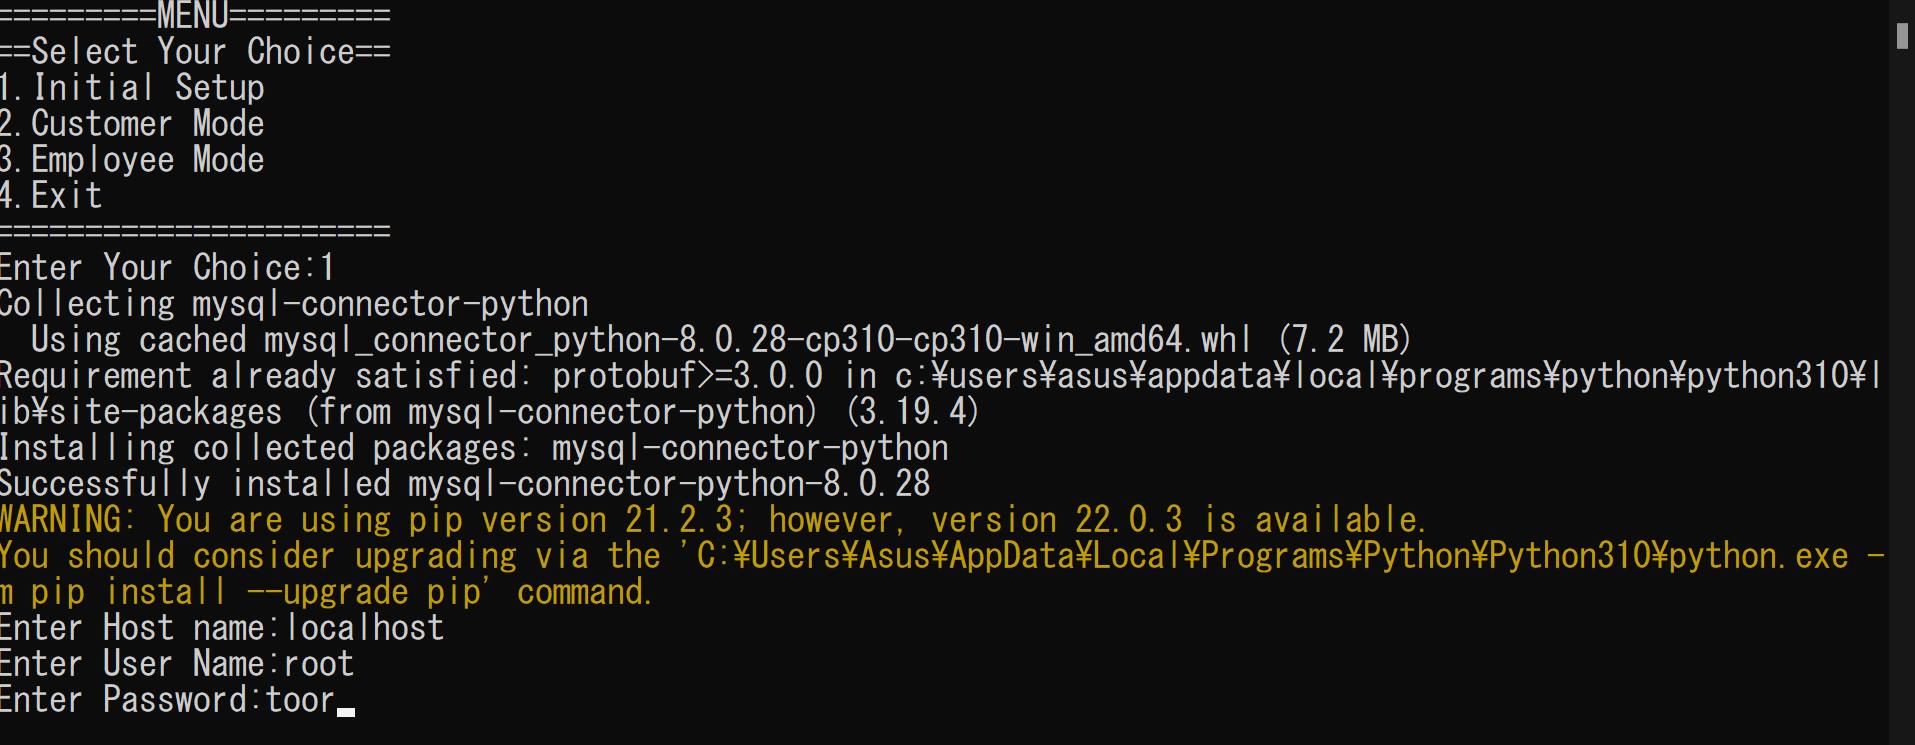 =========MENU=========
==Select Your Choice==
1.Initial Setup
2.Customer Mode
3.Employee Mode
4.Exit
======================
Enter Your Choice:1
Collecting mysql-connector-python
  Using cached mysql_connector_python-8.0.28-cp310-cp310-win_amd64.whl (7.2 MB)
Requirement already satisfied: protobuf>=3.0.0 in c:¥users¥asus¥appdata¥local¥programs¥python¥python310¥l
ib¥site-packages (from mysql-connector-python) (3.19.4)
Installing collected packages: mysql-connector-python
Successfully installed mysql-connector-python-8.0.28
WARNING: You are using pip version 21.2.3; however, version 22.0.3 is available.
You should consider upgrading via the 'C:¥Users¥Asus¥AppData¥Local¥Programs¥Python¥Python310¥python.exe -
m pip install --upgrade pip' command.
Enter Host name:localhost
Enter User Name:root
Enter Password:toor